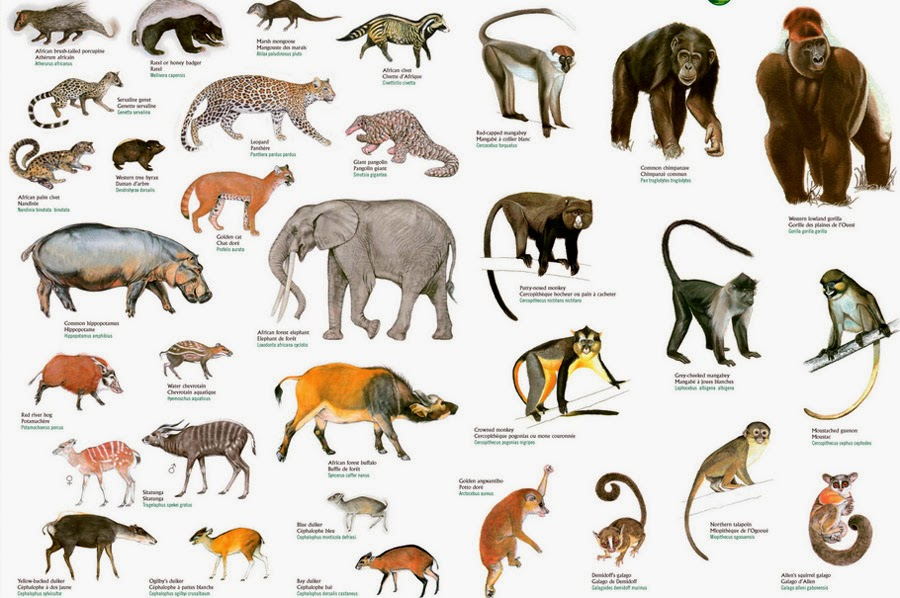 African brush-tailed porcupine
Athérure africain
Atherurus africanus
Ratel or honey badger
Ratel
Mellivora capensis
Marsh mongoose
Mangouste des marais
Atilax paludinosus pluto
African civet
Civette d'Afrique
Civettictis civetta
Servaline genet
Genette servaline
Genetta servalina
Leopard
Panthère
Panthera pardus pardus
Giant pangolin
Pangolin géant
Smutsia gigantea
African palm civet
Nandinie
Nandinia binotata binotata
Western tree hyrax
Daman d'arbre
Dendrohyrax dorsalis
Golden cat
Chat doré
Profelis aurata
Common hippopotamus
Hippopotame
Hippopotamus amphibius
African forest elephant
Elephant de forêt
Loxodonta africana cyclotis
Red river hog
Potamochère
Potamochoerus porcus
Water chevrotain
Chevrotain aquatique
Hyemoschus aquaticus
African forest buffalo
Buffle de forêt
Syncerus caffer nanus
♀
♂
Sitatunga
Sitatunga
Tragelaphus spekei gratus
Blue duiker
Céphalophe bleu
Yellow-backed duiker
Céphalophe à dos jaune
Cephalophus sylvicultor
Ogilby's duiker
Céphalophe à pattes blanche
Bay duiker
Céphalophe bai
Cephalophus dorsalis castaneus
Red-capped mangabey
Mangabé à collier blanc
Cercocebus torquatus
Common chimpanzee
Chimpanzé commun
Pan troglodytes troglodytes
Western lowland gorilla
Gorille des plaines de l'Ouest
Gorilla gorilla gorilla
Putty-nosed monkey
Cercopithèque hocheur ou pain à cacheter
Cercopithecus nictitans nictitans
Grey-cheeked mangabey
Mangabé à joues blanches
Lophocebus albigena albigena
Crowned monkey
Cercopithèque pogonias ou mone couronnée
Cercopithecus pogonias nigripes
Moustached guenon
Moustac
Cercopithecus cephus cephodes
Golden angwantibo
Potto doré
Arctocebus aureus
Demidoff's galago
Galago de Demidoff
Northern talapoin
Miopithèque de l'Ogooué
Miopithecus ogouensis
Allen's squirrel galago
Galago d'Allen
Galago alleni gabonensis